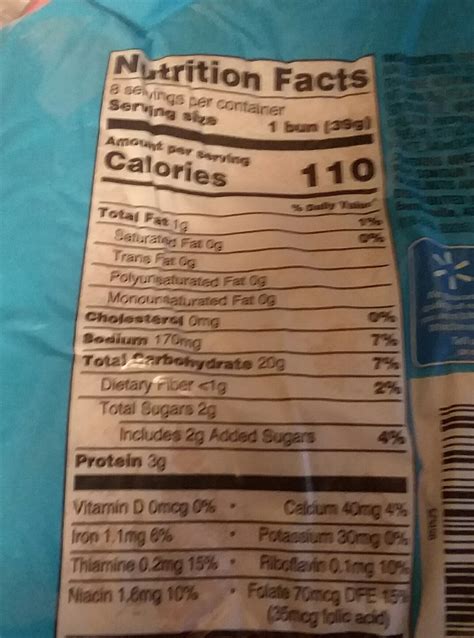 Nutrition Facts
8 servings per container
Serving size 1 bun (39g)
Amount per serving
Calories 110
% Daily Value*
Total Fat 1g 1%
Saturated Fat 0g 0%
Trans Fat 0g
Polyunsaturated Fat 0g
Monounsaturated Fat 0g
Cholesterol 0mg 0%
Sodium 170mg 7%
Total Carbohydrate 20g 7%
Dietary Fiber <1g 2%
Total Sugars 2g
Includes 2g Added Sugars 4%
Protein 3g
Vitamin D 0mcg 0% • Calcium 40mg 4%
Iron 1.1mg 6% • Potassium 30mg 0%
Thiamine 0.2mg 15% • Riboflavin 0.1mg 10%
Niacin 1.6mg 10% • Folate 70mcg DFE 15%
(35mcg folic acid)